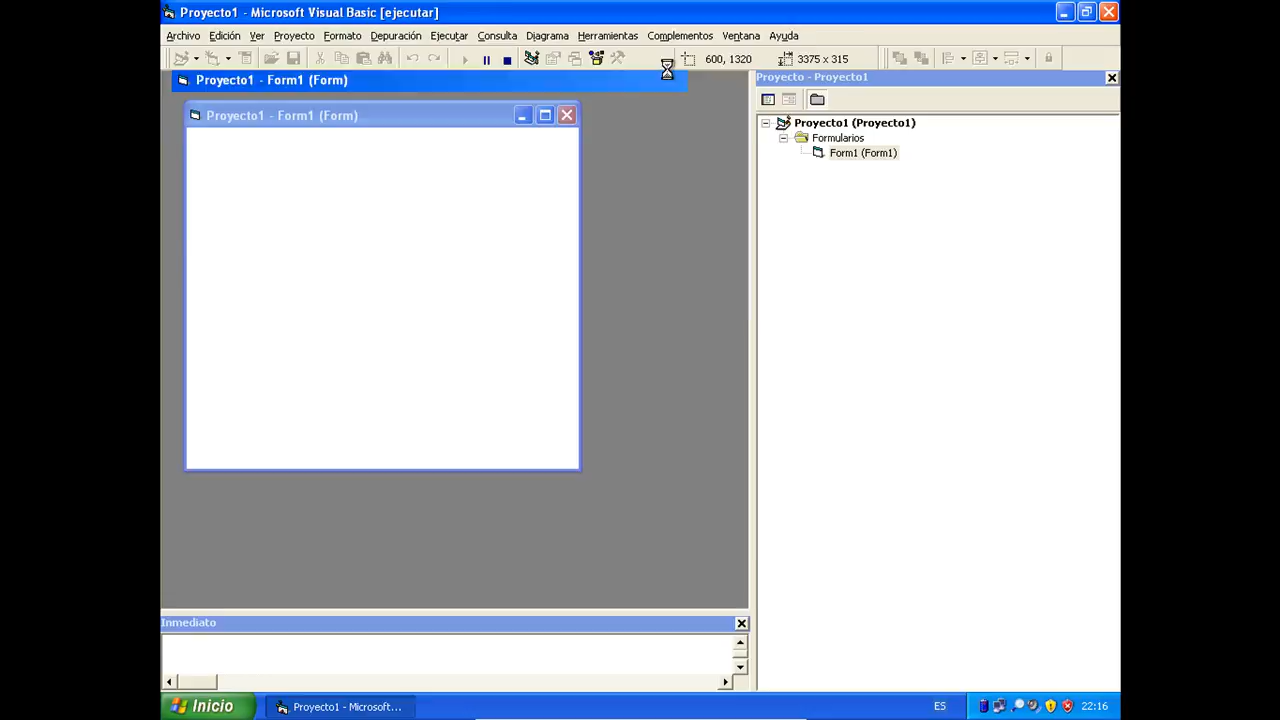 Proyecto1 - Microsoft Visual Basic [ejecutar]
Archivo Edición Ver Proyecto Formato Depuración Ejecutar Consulta Diagrama Herramientas Complementos Ventana Ayuda
600, 1320 3375 x 315
Proyecto1 - Form1 (Form)
Proyecto1 - Form1 (Form)
Proyecto - Proyecto1
Proyecto1 (Proyecto1)
Formularios
Form1 (Form1)
Inmediato
Inicio
Proyecto1 - Microsoft...
ES
22:16